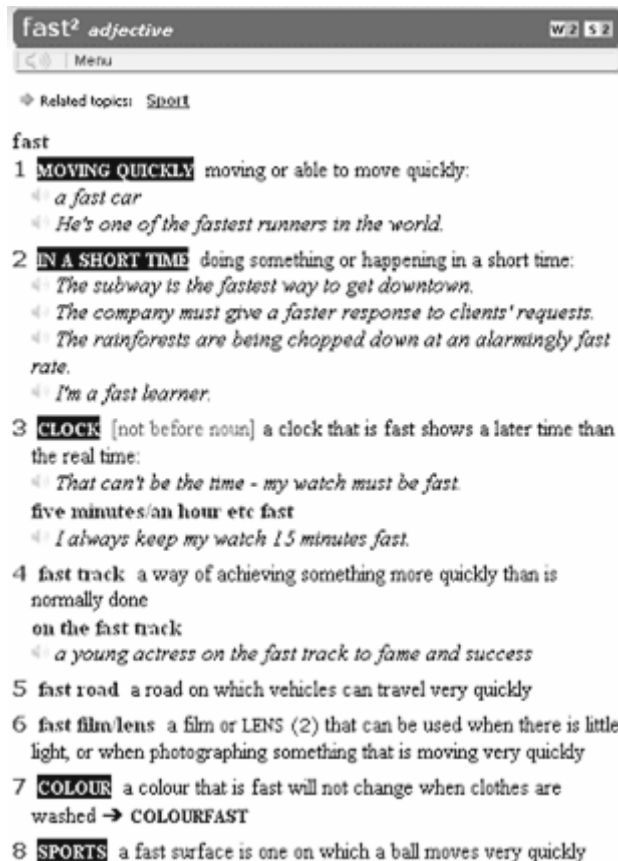 fast² adjective W2 S2
Menu
Related topics: Sport
fast
1 MOVING QUICKLY moving or able to move quickly:
a fast car
He's one of the fastest runners in the world.
2 IN A SHORT TIME doing something or happening in a short time:
The subway is the fastest way to get downtown.
The company must give a faster response to clients' requests.
The rainforests are being chopped down at an alarmingly fast
rate.
I'm a fast learner.
3 CLOCK [not before noun] a clock that is fast shows a later time than
the real time:
That can't be the time - my watch must be fast.
five minutes/an hour etc fast
I always keep my watch 15 minutes fast.
4 fast track a way of achieving something more quickly than is
normally done
on the fast track
a young actress on the fast track to fame and success
5 fast road a road on which vehicles can travel very quickly
6 fast film/lens a film or LENS (2) that can be used when there is little
light, or when photographing something that is moving very quickly
7 COLOUR a colour that is fast will not change when clothes are
washed ➔ COLOURFAST
8 SPORTS a fast surface is one on which a ball moves very quickly